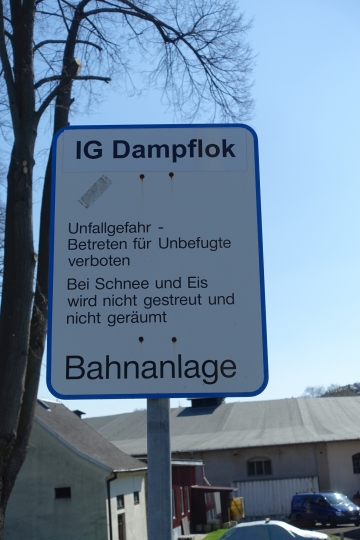 IG Dampflok
Unfallgefahr -
Betreten für Unbefugte
verboten
Bei Schnee und Eis
wird nicht gestreut und
nicht geräumt
Bahnanlage